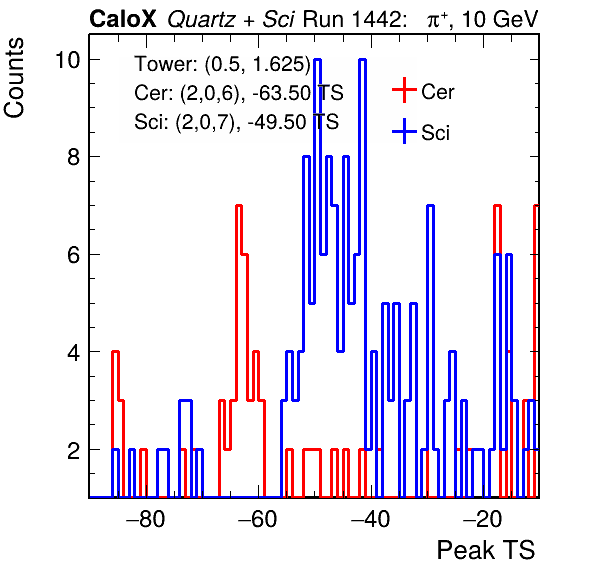 CaloX Quartz + Sci Run 1442: π+, 10 GeV
Counts
Tower: (0.5, 1.625)
Cer: (2,0,6), -63.50 TS
Sci: (2,0,7), -49.50 TS
Cer
Sci
10
8
6
4
2
−80 −60 −40 −20
Peak TS